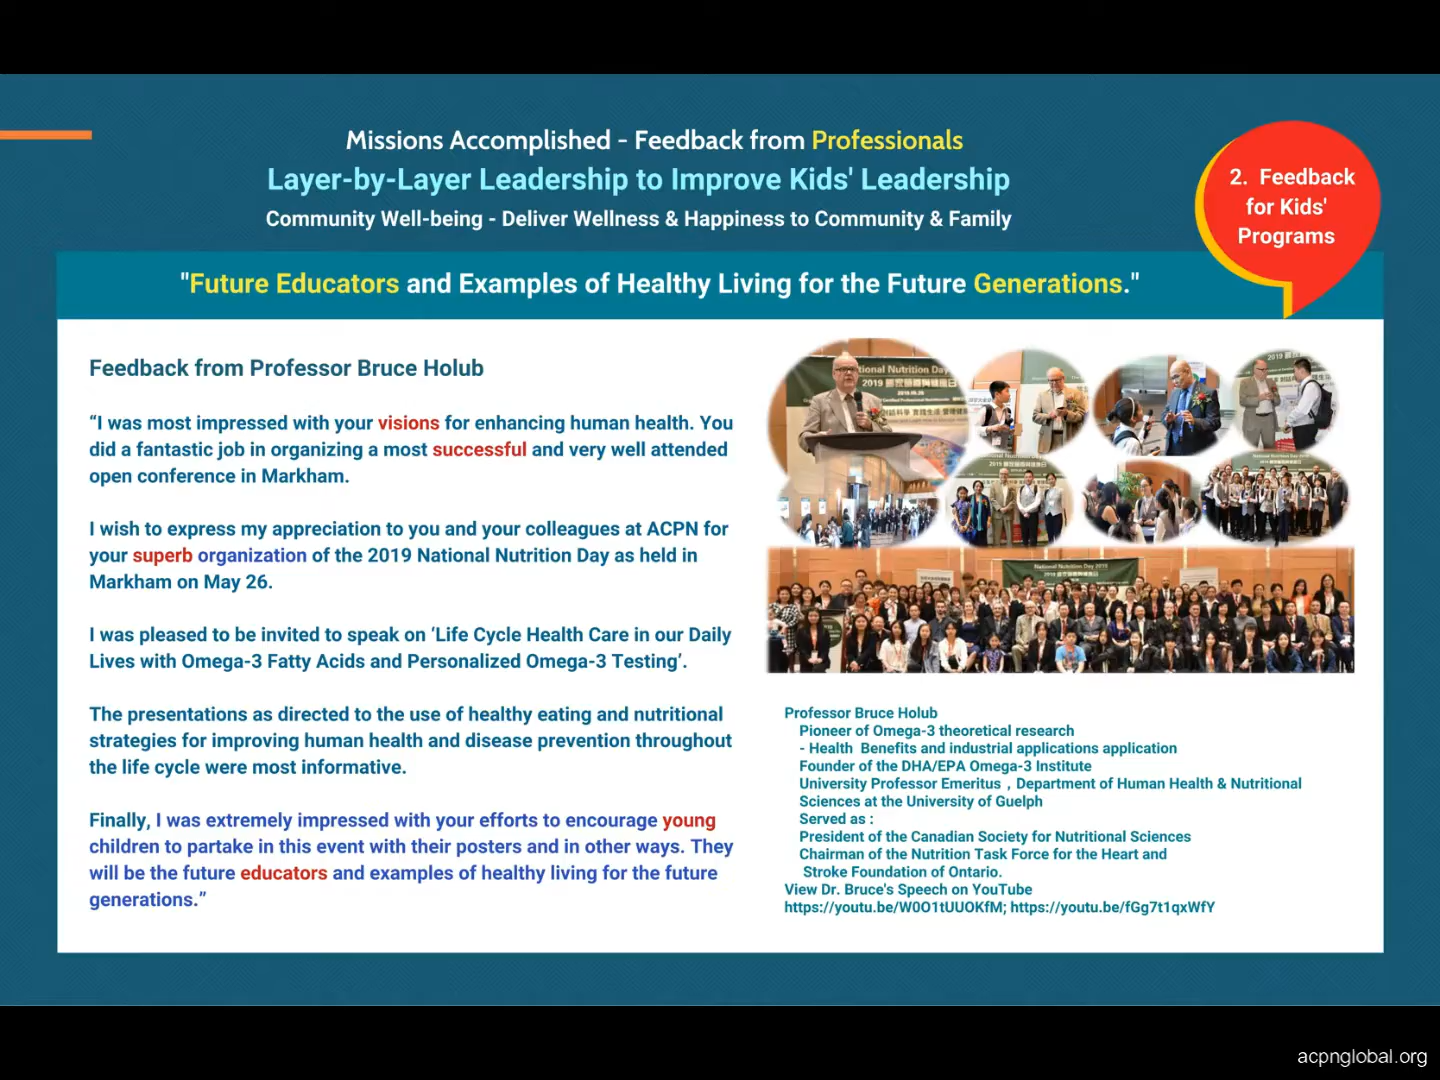 Missions Accomplished - Feedback from Professionals
Layer-by-Layer Leadership to Improve Kids' Leadership
Community Well-being - Deliver Wellness & Happiness to Community & Family
2. Feedback
for Kids'
Programs
"Future Educators and Examples of Healthy Living for the Future Generations."
Feedback from Professor Bruce Holub
“I was most impressed with your visions for enhancing human health. You
did a fantastic job in organizing a most successful and very well attended
open conference in Markham.
I wish to express my appreciation to you and your colleagues at ACPN for
your superb organization of the 2019 National Nutrition Day as held in
Markham on May 26.
I was pleased to be invited to speak on ‘Life Cycle Health Care in our Daily
Lives with Omega-3 Fatty Acids and Personalized Omega-3 Testing’.
The presentations as directed to the use of healthy eating and nutritional
strategies for improving human health and disease prevention throughout
the life cycle were most informative.
Finally, I was extremely impressed with your efforts to encourage young
children to partake in this event with their posters and in other ways. They
will be the future educators and examples of healthy living for the future
generations.”
National Nutrition Day
2019
National Nutrition Day 2019
Professor Bruce Holub
Pioneer of Omega-3 theoretical research
- Health Benefits and industrial applications application
Founder of the DHA/EPA Omega-3 Institute
University Professor Emeritus , Department of Human Health & Nutritional
Sciences at the University of Guelph
Served as :
President of the Canadian Society for Nutritional Sciences
Chairman of the Nutrition Task Force for the Heart and
Stroke Foundation of Ontario.
View Dr. Bruce's Speech on YouTube
https://youtu.be/W0O1tUUOKfM; https://youtu.be/fGg7t1qxWfY
acpnglobal.org